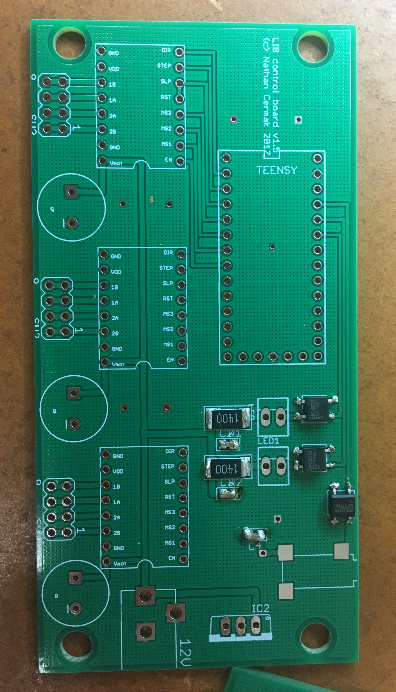 LIB control board v1.5
(c) Nathan Cermak 2012
TEENSY
GND
DIR
VDD
STEP
1B
SLP
1A
RST
2A
MS3
2B
MS2
GND
MS1
VMOT
EN
GND
DIR
VDD
STEP
1B
SLP
1A
RST
2A
MS3
2B
MS2
GND
MS1
VMOT
EN
1400
LED1
1400
GND
DIR
VDD
STEP
1B
SLP
1A
RST
2A
MS3
2B
MS2
GND
MS1
VMOT
EN
IC2
12V